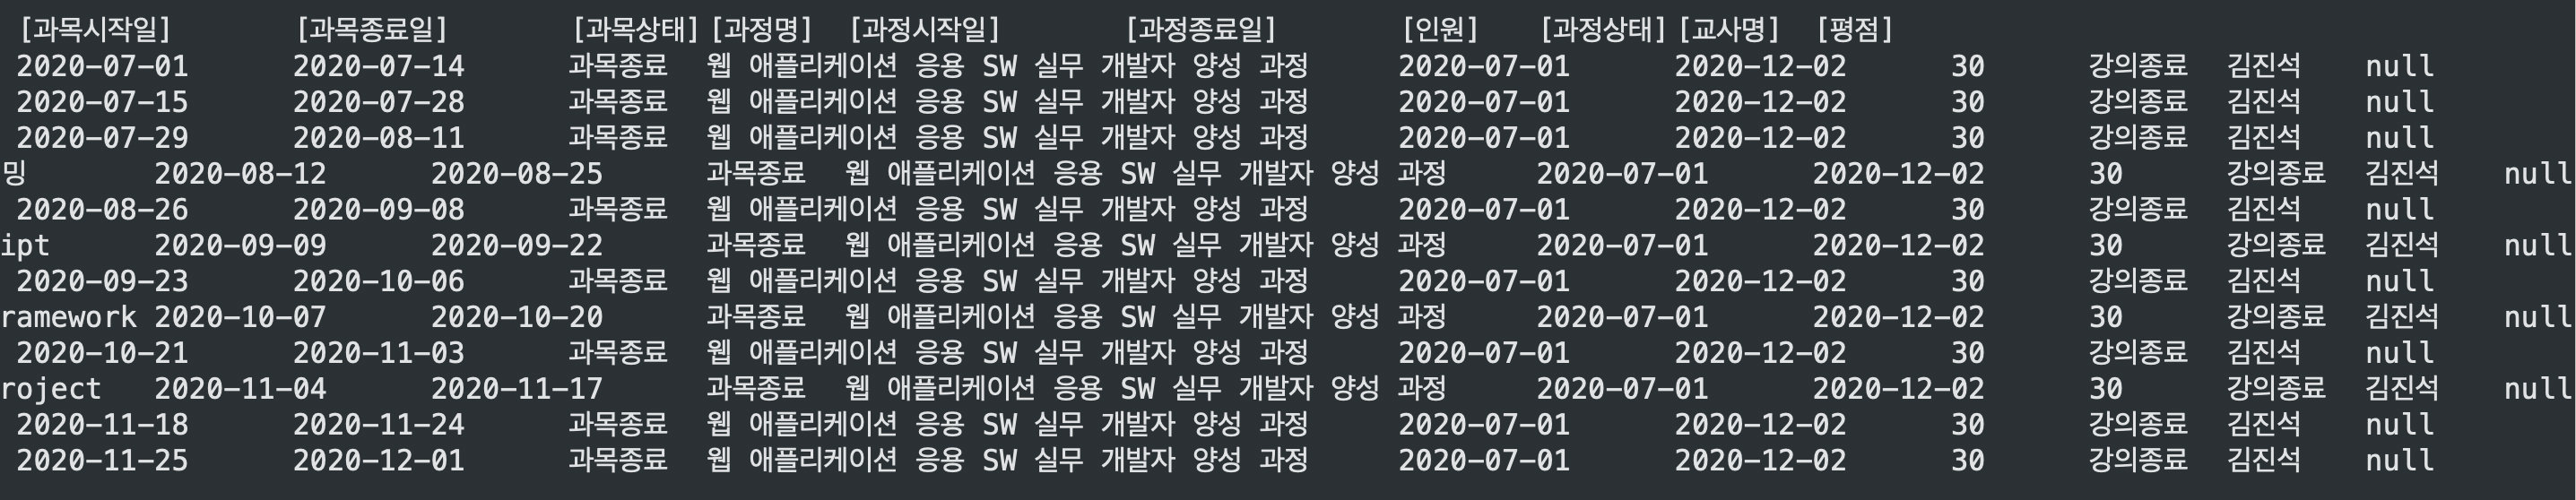 [과목시작일] [과목종료일] [과목상태] [과정명] [과정시작일] [과정종료일] [인원] [과정상태] [교사명] [평점]
2020-07-01 2020-07-14 과목종료 웹 애플리케이션 응용 SW 실무 개발자 양성 과정 2020-07-01 2020-12-02 30 강의종료 김진석 null
2020-07-15 2020-07-28 과목종료 웹 애플리케이션 응용 SW 실무 개발자 양성 과정 2020-07-01 2020-12-02 30 강의종료 김진석 null
2020-07-29 2020-08-11 과목종료 웹 애플리케이션 응용 SW 실무 개발자 양성 과정 2020-07-01 2020-12-02 30 강의종료 김진석 null
밍 2020-08-12 2020-08-25 과목종료 웹 애플리케이션 응용 SW 실무 개발자 양성 과정 2020-07-01 2020-12-02 30 강의종료 김진석 null
2020-08-26 2020-09-08 과목종료 웹 애플리케이션 응용 SW 실무 개발자 양성 과정 2020-07-01 2020-12-02 30 강의종료 김진석 null
ipt 2020-09-09 2020-09-22 과목종료 웹 애플리케이션 응용 SW 실무 개발자 양성 과정 2020-07-01 2020-12-02 30 강의종료 김진석 null
2020-09-23 2020-10-06 과목종료 웹 애플리케이션 응용 SW 실무 개발자 양성 과정 2020-07-01 2020-12-02 30 강의종료 김진석 null
ramework 2020-10-07 2020-10-20 과목종료 웹 애플리케이션 응용 SW 실무 개발자 양성 과정 2020-07-01 2020-12-02 30 강의종료 김진석 null
2020-10-21 2020-11-03 과목종료 웹 애플리케이션 응용 SW 실무 개발자 양성 과정 2020-07-01 2020-12-02 30 강의종료 김진석 null
roject 2020-11-04 2020-11-17 과목종료 웹 애플리케이션 응용 SW 실무 개발자 양성 과정 2020-07-01 2020-12-02 30 강의종료 김진석 null
2020-11-18 2020-11-24 과목종료 웹 애플리케이션 응용 SW 실무 개발자 양성 과정 2020-07-01 2020-12-02 30 강의종료 김진석 null
2020-11-25 2020-12-01 과목종료 웹 애플리케이션 응용 SW 실무 개발자 양성 과정 2020-07-01 2020-12-02 30 강의종료 김진석 null